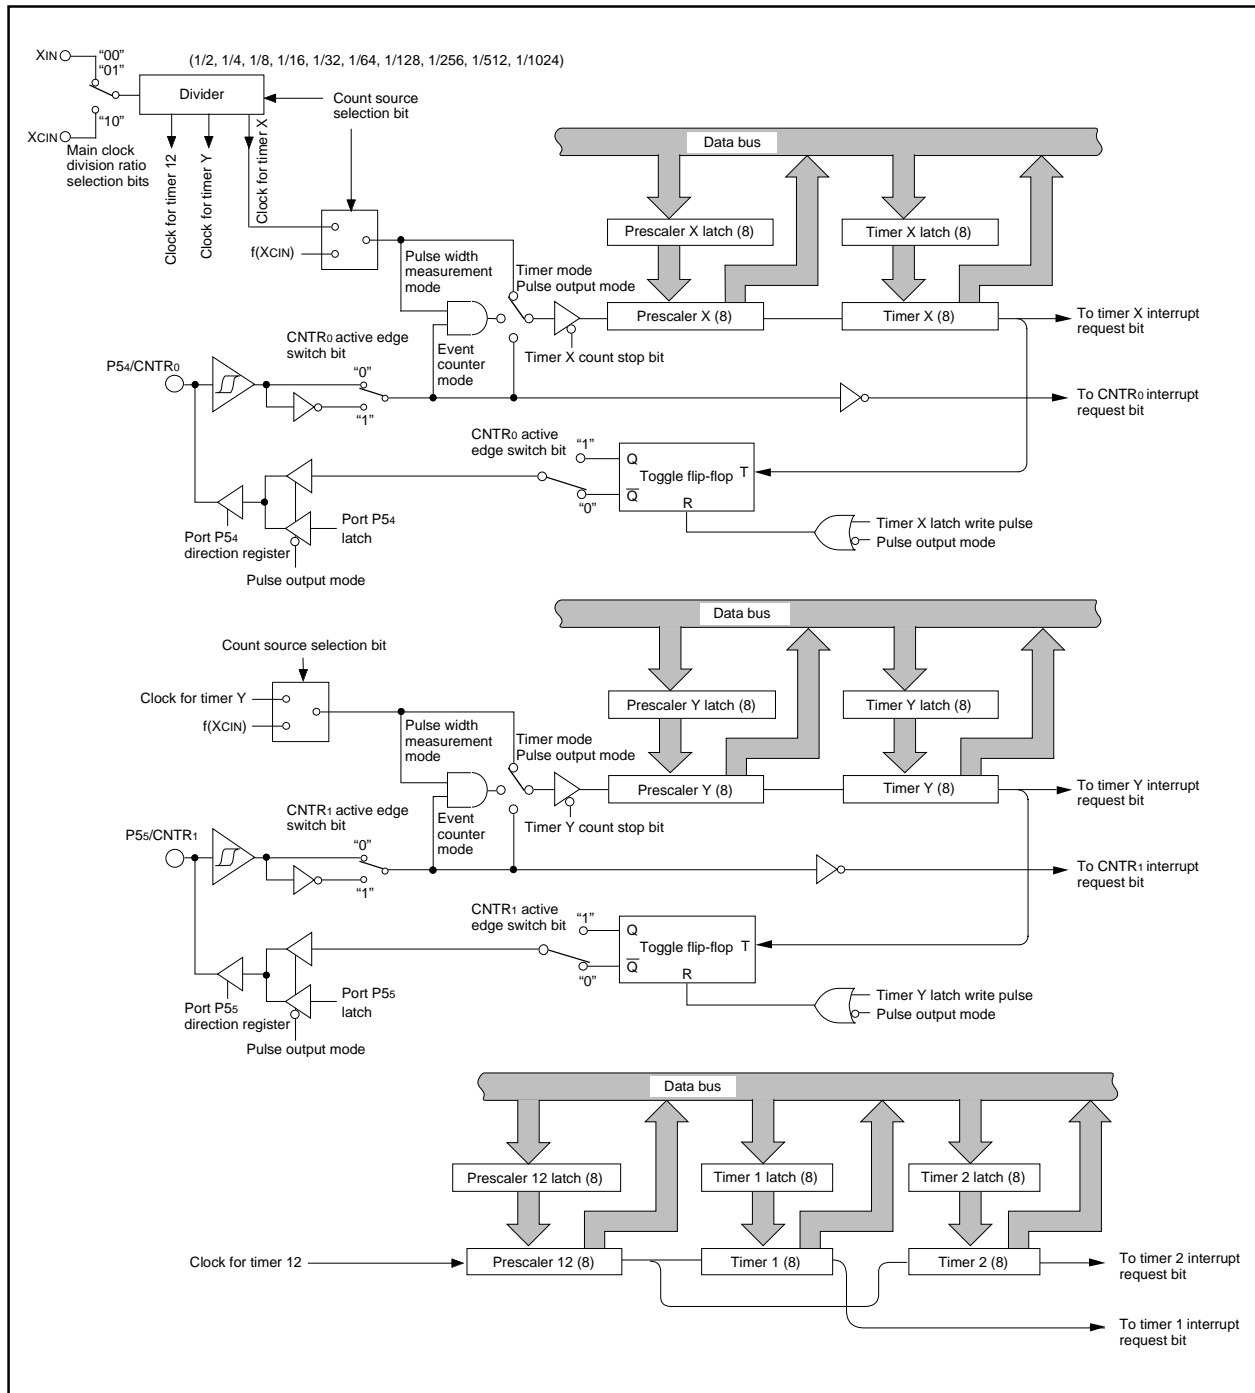 XIN
“00”
“01”
(1/2, 1/4, 1/8, 1/16, 1/32, 1/64, 1/128, 1/256, 1/512, 1/1024)
Divider
Count source
selection bit
“10”
XCIN
Main clock
division ratio
selection bits
Clock for timer 12
Clock for timer Y
Clock for timer X
f(XCIN)
Data bus
Prescaler X latch (8)
Timer X latch (8)
Pulse width
measurement
mode
Timer mode
Pulse output mode
Prescaler X (8)
Timer X (8)
To timer X interrupt
request bit
CNTR0 active edge
switch bit
Event
counter
mode
Timer X count stop bit
P54/CNTR0
“0”
“1”
To CNTR0 interrupt
request bit
CNTR0 active
edge switch bit
“1”
Q
Toggle flip-flop
T
Q
R
“0”
Port P54
latch
Port P54
direction register
Pulse output mode
Timer X latch write pulse
Pulse output mode
Data bus
Count source selection bit
Clock for timer Y
f(XCIN)
Prescaler Y latch (8)
Timer Y latch (8)
Pulse width
measurement
mode
Timer mode
Pulse output mode
Prescaler Y (8)
Timer Y (8)
To timer Y interrupt
request bit
CNTR1 active edge
switch bit
Event
counter
mode
Timer Y count stop bit
P55/CNTR1
“0”
“1”
To CNTR1 interrupt
request bit
CNTR1 active
edge switch bit
“1”
Q
Toggle flip-flop
T
Q
R
“0”
Port P55
latch
Port P55
direction register
Pulse output mode
Timer Y latch write pulse
Pulse output mode
Data bus
Prescaler 12 latch (8)
Timer 1 latch (8)
Timer 2 latch (8)
Clock for timer 12
Prescaler 12 (8)
Timer 1 (8)
Timer 2 (8)
To timer 2 interrupt
request bit
To timer 1 interrupt
request bit